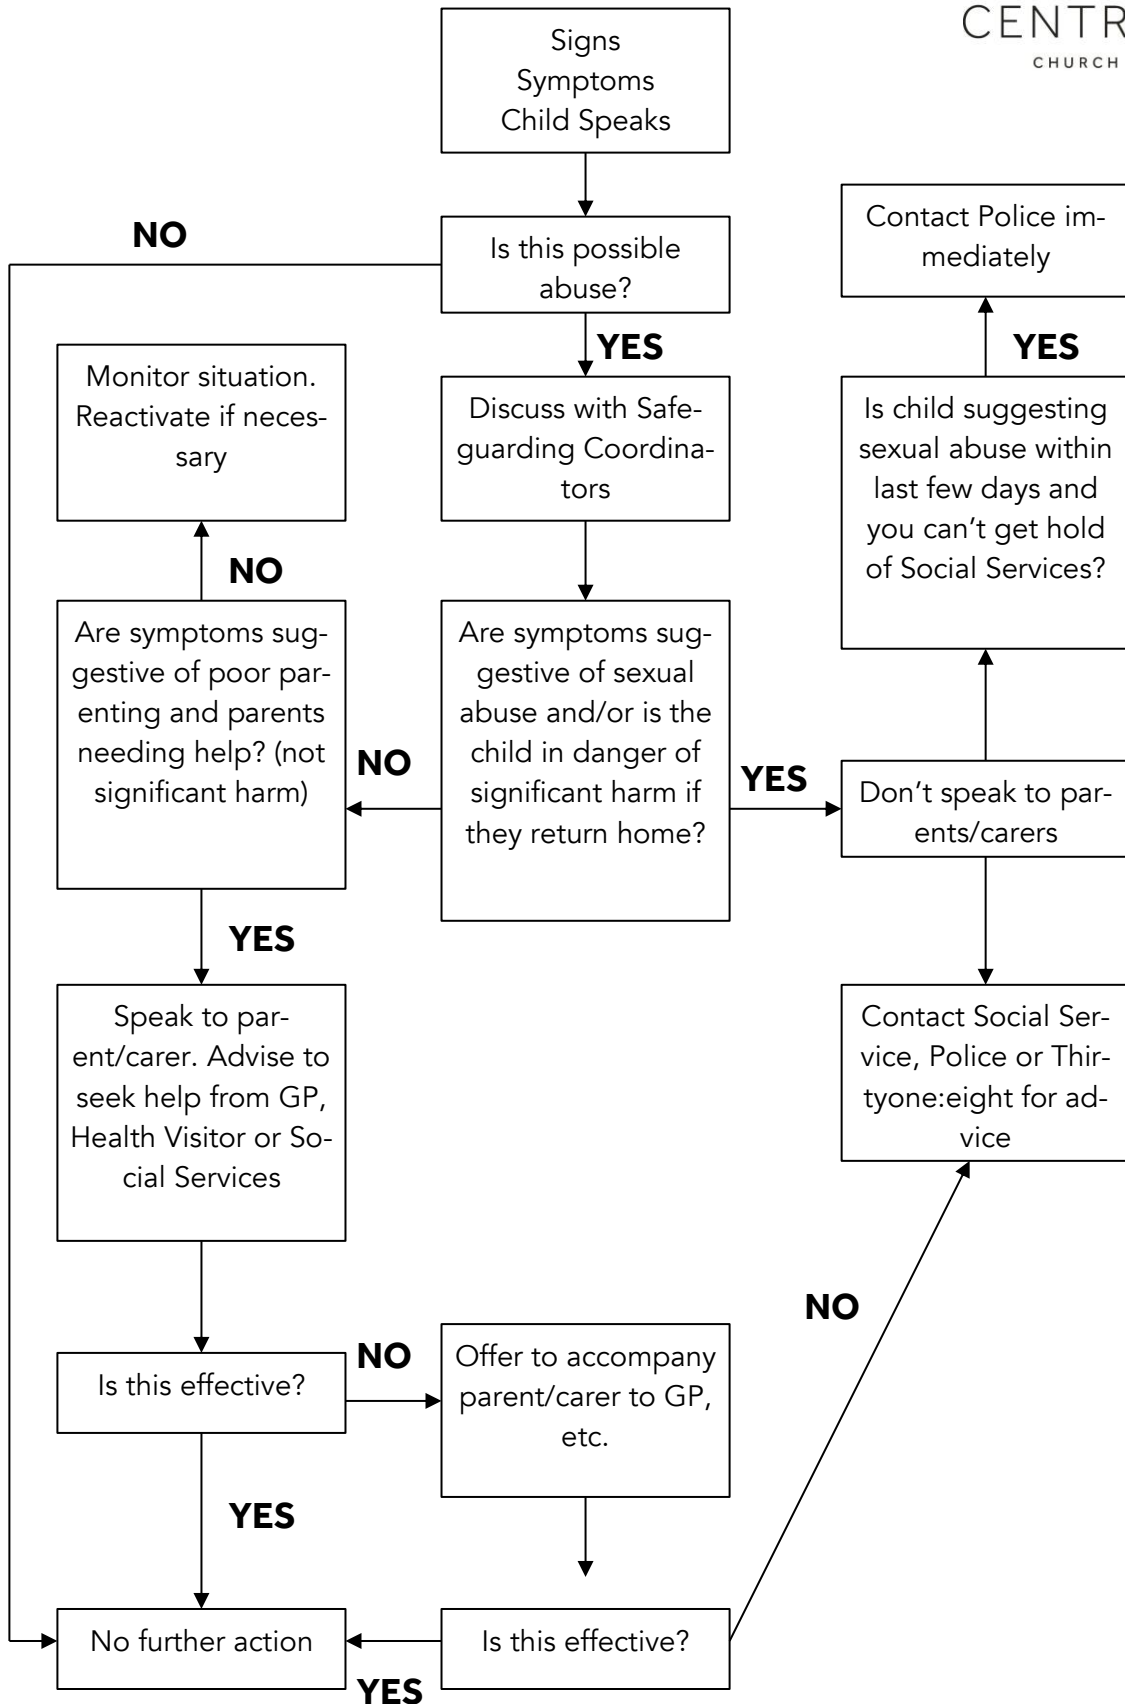 CENTR
CHURCH
Signs
Symptoms
Child Speaks
NO
Is this possible
abuse?
Contact Police im-
mediately
YES
YES
Monitor situation.
Reactivate if neces-
sary
Discuss with Safe-
guarding Coordina-
tors
Is child suggesting
sexual abuse within
last few days and
you can't get hold
of Social Services?
NO
Are symptoms sug-
gestive of poor par-
enting and parents
needing help? (not
significant harm)
NO
Are symptoms sug-
gestive of sexual
abuse and/or is the
child in danger of
significant harm if
they return home?
YES
Don't speak to par-
ents/carers
YES
Speak to par-
ent/carer. Advise to
seek help from GP,
Health Visitor or So-
cial Services
Contact Social Ser-
vice, Police or Thir-
tyone:eight for ad-
vice
NO
Is this effective?
NO
Offer to accompany
parent/carer to GP,
etc.
YES
No further action
YES
Is this effective?